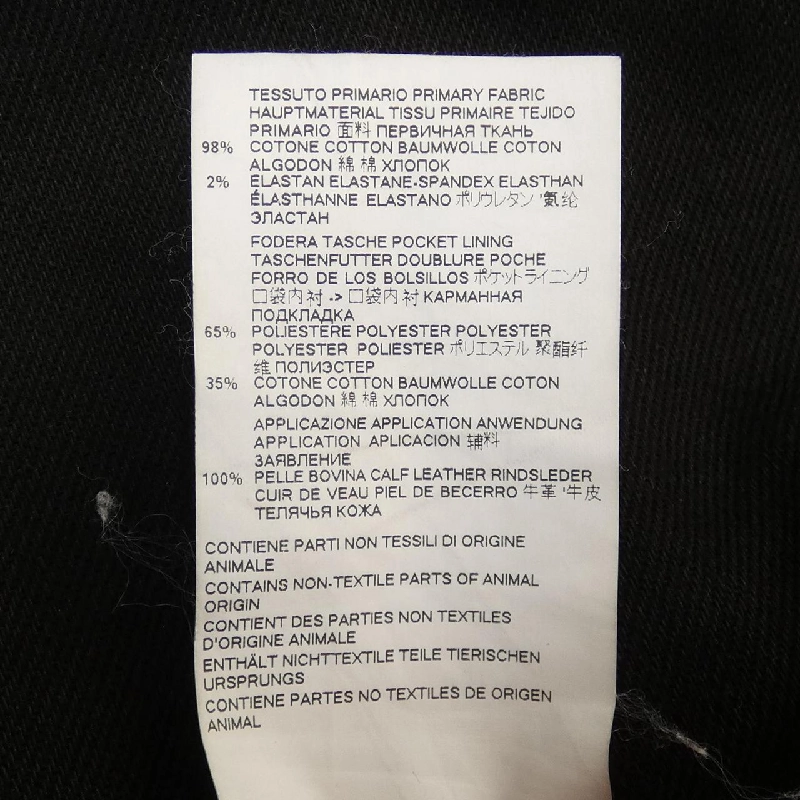 TESSUTO PRIMARIO PRIMARY FABRIC
HAUPTMATERIAL TISSU PRIMAIRE TEJIDO
PRIMARIO 面料 ПЕРВИЧНАЯ ТКАНЬ
98% COTONE COTTON BAUMWOLLE COTON
ALGODON 綿 棉 ХЛОПОК
2% ELASTAN ELASTANE-SPANDEX ELASTHAN
ÉLASTHANNE ELASTANO ポリウレタン '氨纶
ЭЛАСТАН
FODERA TASCHE POCKET LINING
TASCHENFUTTER DOUBLURE POCHE
FORRO DE LOS BOLSILLOS ポケットライニング
口袋内衬 -> 口袋内衬 КАРМАННАЯ
ПОДКЛАДКА
65% POLIESTERE POLYESTER POLYESTER
POLYESTER POLIESTER ポリエステル 聚酯纤
维 ПОЛИЭСТЕР
35% COTONE COTTON BAUMWOLLE COTON
ALGODON 綿 棉 ХЛОПОК
APPLICAZIONE APPLICATION ANWENDUNG
APPLICATION APLICACION 辅料
ЗАЯВЛЕНИЕ
100% PELLE BOVINA CALF LEATHER RINDSLEDER
CUIR DE VEAU PIEL DE BECERRO 牛革 '牛皮
ТЕЛЯЧЬЯ КОЖА
CONTIENE PARTI NON TESSILI DI ORIGINE
ANIMALE
CONTAINS NON-TEXTILE PARTS OF ANIMAL
ORIGIN
CONTIENT DES PARTIES NON TEXTILES
D'ORIGINE ANIMALE
ENTHÄLT NICHTTEXTILE TEILE TIERISCHEN
URSPRUNGS
CONTIENE PARTES NO TEXTILES DE ORIGEN
ANIMAL